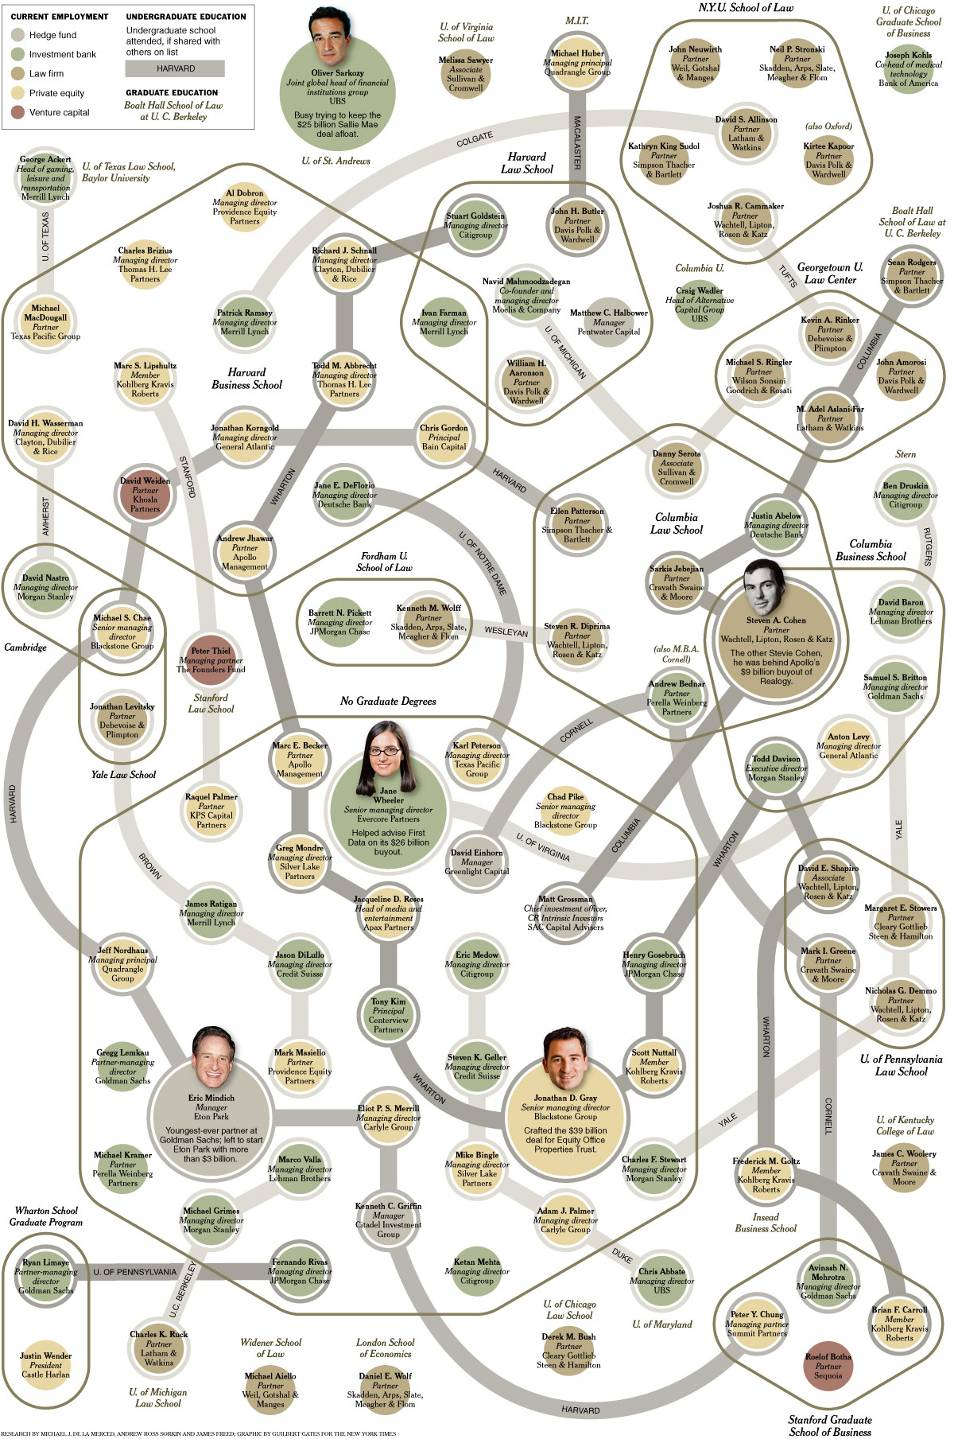 CURRENT EMPLOYMENT
Hedge fund
Investment bank
Law firm
Private equity
Venture capital
UNDERGRADUATE EDUCATION
Undergraduate school
attended, if shared with
others on list
HARVARD
GRADUATE EDUCATION
Boalt Hall School of Law
at U. C. Berkeley
Oliver Sarkozy
Joint global head of financial
institutions group
UBS
Busy trying to keep the
$25 billion Sallie Mae
deal afloat.
U. of St. Andrews
U. of Virginia
School of Law
Melissa Sawyer
Associate
Sullivan &
Cromwell
M.I.T.
Michael Huber
Managing principal
Quadrangle Group
MACALASTER
N.Y.U. School of Law
John Neuwirth
Partner
Weil, Gotshal
& Manges
Neil P. Stronski
Partner
Skadden, Arps, Slate,
Meagher & Flom
David S. Allinson
Partner
Latham &
Watkins
Kathryn King Sudol
Partner
Simpson Thacher
& Bartlett
(also Oxford)
Kirtee Kapoor
Partner
Davis Polk &
Wardwell
Joshua R. Cammaker
Partner
Wachtell, Lipton,
Rosen & Katz
U. of Chicago
Graduate School
of Business
Joseph Kohls
Co-head of medical
technology
Bank of America
COLGATE
George Ackert
Head of gaming,
leisure and
transportation
Merrill Lynch
U. of Texas Law School,
Baylor University
U. OF TEXAS
Al Dobron
Managing director
Providence Equity
Partners
Charles Brizius
Managing director
Thomas H. Lee
Partners
Richard J. Schnall
Managing director
Clayton, Dubilier
& Rice
Michael
MacDougall
Partner
Texas Pacific Group
Patrick Ramsey
Managing director
Merrill Lynch
Harvard
Business School
Marc S. Lipshultz
Member
Kohlberg Kravis
Roberts
Todd M. Abbrecht
Managing director
Thomas H. Lee
Partners
David H. Wasserman
Managing director
Clayton, Dubilier
& Rice
Jonathan Korngold
Managing director
General Atlantic
Chris Gordon
Principal
Bain Capital
David Weiden
Partner
Khosla
Partners
STANFORD
WHARTON
HARVARD
AMHERST
Jane E. DeFlorio
Managing director
Deutsche Bank
Andrew Jhawar
Partner
Apollo
Management
Harvard
Law School
Stuart Goldstein
Managing director
Citigroup
John H. Butler
Partner
Davis Polk &
Wardwell
Navid Mahmoodzadegan
Co-founder and
managing director
Moelis & Company
Ivan Farman
Managing director
Merrill Lynch
Matthew C. Halbower
Manager
Pentwater Capital
William H.
Aaronson
Partner
Davis Polk &
Wardwell
U. OF MICHIGAN
Columbia U.
Craig Wadler
Head of Alternative
Capital Group
UBS
TUFTS
Georgetown U.
Law Center
Boalt Hall
School of Law at
U. C. Berkeley
Sean Rodgers
Partner
Simpson Thacher
& Bartlett
COLUMBIA
Kevin A. Rinker
Partner
Debevoise &
Plimpton
Michael S. Ringler
Partner
Wilson Sonsini
Goodrich & Rosati
John Amorosi
Partner
Davis Polk &
Wardwell
M. Adel Aslani-Far
Partner
Latham & Watkins
Danny Serota
Associate
Sullivan &
Cromwell
Ellen Patterson
Partner
Simpson Thacher &
Bartlett
Columbia
Law School
Justin Abelow
Managing director
Deutsche Bank
Sarkis Jebejian
Partner
Cravath Swaine
& Moore
Stern
Ben Druskin
Managing director
Citigroup
RUTGERS
Columbia
Business School
David Baron
Managing director
Lehman Brothers
Steven A. Cohen
Partner
Wachtell, Lipton, Rosen & Katz
The other Stevie Cohen,
he was behind Apollo's
$9 billion buyout of
Realogy.
Samuel S. Britton
Managing director
Goldman Sachs
Anton Levy
Managing director
General Atlantic
Todd Davison
Executive director
Morgan Stanley
(also M.B.A.
Cornell)
Andrew Bednar
Partner
Perella Weinberg
Partners
Steven R. Diprima
Partner
Wachtell, Lipton,
Rosen & Katz
WESLEYAN
U. OF NOTRE DAME
Fordham U.
School of Law
Barrett N. Pickett
Managing director
JPMorgan Chase
Kenneth M. Wolff
Partner
Skadden, Arps, Slate,
Meagher & Flom
David Nastro
Managing director
Morgan Stanley
Cambridge
Michael S. Chae
Senior managing
director
Blackstone Group
Jonathan Levitsky
Partner
Debevoise &
Plimpton
Yale Law School
Peter Thiel
Managing partner
The Founders Fund
Stanford
Law School
HARVARD
BROWN
No Graduate Degrees
Marc E. Becker
Partner
Apollo
Management
Jane
Wheeler
Senior managing director
Evercore Partners
Helped advise First
Data on its $26 billion
buyout.
Karl Peterson
Managing director
Texas Pacific
Group
CORNELL
Raquel Palmer
Partner
KPS Capital
Partners
Chad Pike
Senior managing
director
Blackstone Group
U. OF VIRGINIA
COLUMBIA
WHARTON
YALE
Greg Mondre
Managing director
Silver Lake
Partners
David Einhorn
Manager
Greenlight Capital
Jacqueline D. Reses
Head of media and
entertainment
Apax Partners
Matt Grossman
Chief investment officer,
CR Intrinsic Investors
SAC Capital Advisers
James Ratigan
Managing director
Merrill Lynch
Jeff Nordhaus
Managing principal
Quadrangle
Group
Jason DiLullo
Managing director
Credit Suisse
Eric Medow
Managing director
Citigroup
Henry Gosebruch
Managing director
JPMorgan Chase
Tony Kim
Principal
Centerview
Partners
Gregg Lemkau
Partner-managing
director
Goldman Sachs
Mark Masiello
Partner
Providence Equity
Partners
Steven K. Geller
Managing director
Credit Suisse
Scott Nuttall
Member
Kohlberg Kravis
Roberts
Eric Mindich
Manager
Eton Park
Youngest-ever partner at
Goldman Sachs; left to start
Eton Park with more
than $3 billion.
WHARTON
Jonathan D. Gray
Senior managing director
Blackstone Group
Crafted the $39 billion
deal for Equity Office
Properties Trust.
Eliot P. S. Merrill
Managing director
Carlyle Group
Michael Kramer
Partner
Perella Weinberg
Partners
Marco Valla
Managing director
Lehman Brothers
Mike Bingle
Managing director
Silver Lake
Partners
Charles F. Stewart
Managing director
Morgan Stanley
Michael Grimes
Managing director
Morgan Stanley
Kenneth C. Griffin
Manager
Citadel Investment
Group
Adam J. Palmer
Managing director
Carlyle Group
DUKE
Fernando Rivas
Managing director
JPMorgan Chase
Ketan Mehta
Managing director
Citigroup
Chris Abbate
Managing director
UBS
U. of Maryland
David E. Shapiro
Associate
Wachtell, Lipton,
Rosen & Katz
Margaret E. Stowers
Partner
Cleary Gottlieb
Steen & Hamilton
Mark I. Greene
Partner
Cravath Swaine
& Moore
Nicholas G. Demmo
Partner
Wachtell, Lipton,
Rosen & Katz
U. of Pennsylvania
Law School
WHARTON
CORNELL
YALE
U. of Kentucky
College of Law
James C. Woolery
Partner
Cravath Swaine &
Moore
Frederick M. Goltz
Member
Kohlberg Kravis
Roberts
Insead
Business School
Wharton School
Graduate Program
Ryan Limaye
Partner-managing
director
Goldman Sachs
U. OF PENNSYLVANIA
U.C. BERKELEY
Justin Wender
President
Castle Harlan
Charles K. Ruck
Partner
Latham &
Watkins
U. of Michigan
Law School
Widener School
of Law
Michael Aiello
Partner
Weil, Gotshal &
Manges
London School
of Economics
Daniel E. Wolf
Partner
Skadden, Arps, Slate,
Meagher & Flom
U. of Chicago
Law School
Derek M. Bush
Partner
Cleary Gottlieb
Steen & Hamilton
HARVARD
Avinash N.
Mehrotra
Managing director
Goldman Sachs
Peter Y. Chung
Managing partner
Summit Partners
Brian F. Carroll
Member
Kohlberg Kravis
Roberts
Roelof Botha
Partner
Sequoia
Stanford Graduate
School of Business
RESEARCH BY MICHAEL J. DE LA MERCED, ANDREW ROSS SORKIN AND JAMES FREED; GRAPHIC BY GUILBERT GATES FOR THE NEW YORK TIMES